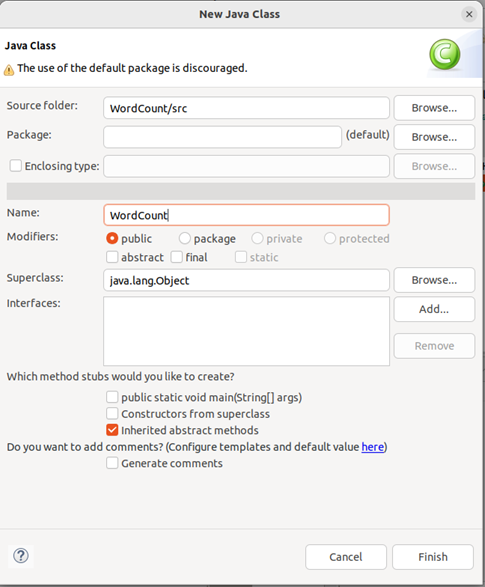 New Java Class
Java Class
The use of the default package is discouraged.
Source folder: WordCount/src Browse...
Package: (default) Browse...
Enclosing type: Browse...
Name: WordCount
Modifiers: public package private protected
abstract final static
Superclass: java.lang.Object Browse...
Interfaces: Add...
Remove
Which method stubs would you like to create?
public static void main(String[] args)
Constructors from superclass
Inherited abstract methods
Do you want to add comments? (Configure templates and default value here)
Generate comments
? Cancel Finish